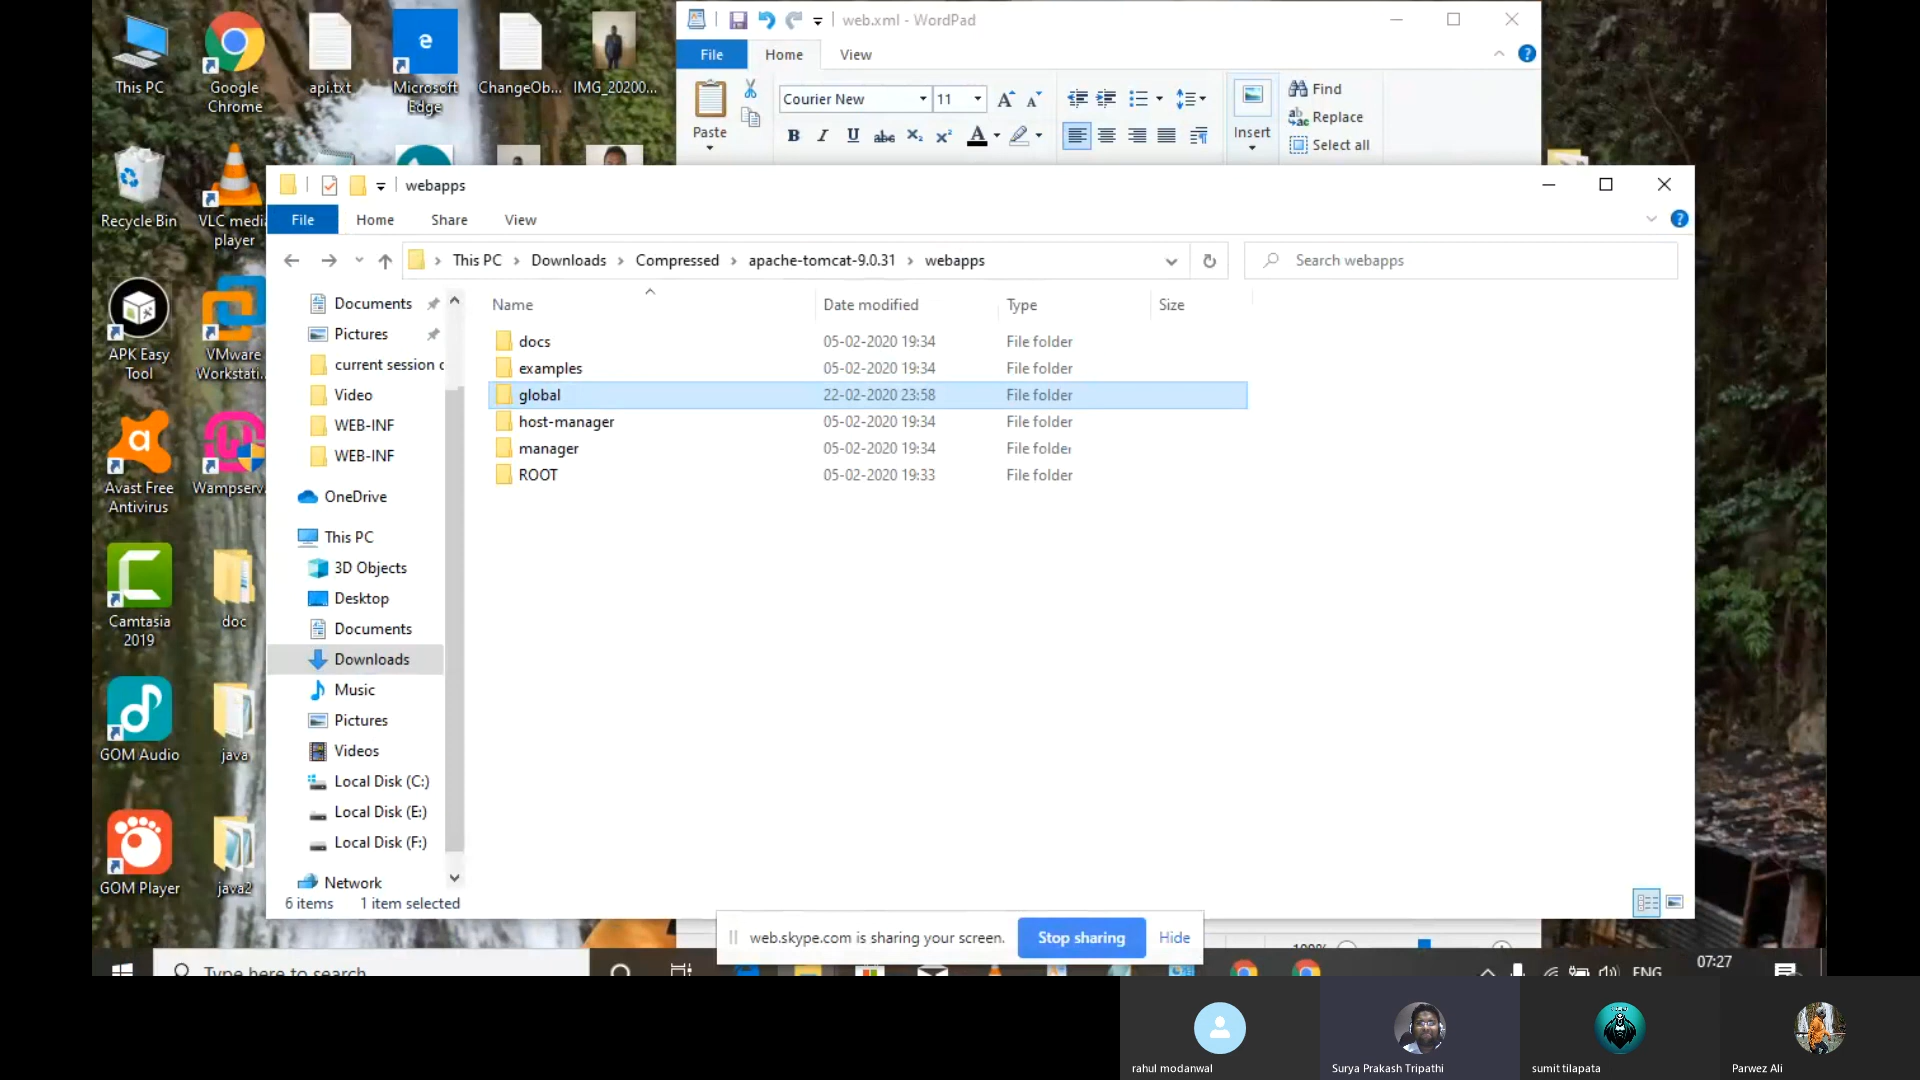 This PC
Google
Chrome
api.txt
Microsoft
Edge
ChangeOb...
IMG_20200...
Recycle Bin
VLC medi
player
APK Easy
Tool
VMware
Workstati...
Avast Free
Antivirus
Wampserv.
Camtasia
2019
doc
GOM Audio
java
GOM Player
java2
web.xml - WordPad
File
Home
View
Paste
Courier New
11
Insert
Find
Replace
Select all
webapps
File
Home
Share
View
This PC
Downloads
Compressed
apache-tomcat-9.0.31
webapps
Search webapps
Documents
Pictures
current session c
Video
WEB-INF
WEB-INF
OneDrive
This PC
3D Objects
Desktop
Documents
Downloads
Music
Pictures
Videos
Local Disk (C:)
Local Disk (E:)
Local Disk (F:)
Network
Name Date modified Type Size
docs 05-02-2020 19:34 File folder
examples 05-02-2020 19:34 File folder
global 22-02-2020 23:58 File folder
host-manager 05-02-2020 19:34 File folder
manager 05-02-2020 19:34 File folder
ROOT 05-02-2020 19:33 File folder
6 items 1 item selected
web.skype.com is sharing your screen.
Stop sharing
Hide
100%
Type here to search
ENG
07:27
rahul modanwal
Surya Prakash Tripathi
sumit tilapata
Parwez Ali